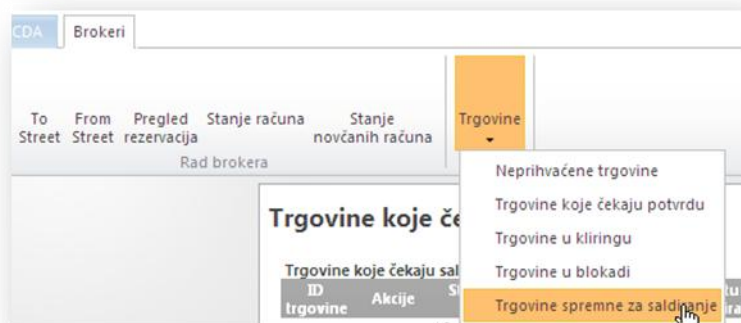 CDA Brokeri
To Street
From Street
Pregled rezervacija
Stanje računa
Stanje novčanih računa
Trgovine
Rad brokera
Neprihvaćene trgovine
Trgovine koje čekaju potvrdu
Trgovine u kliringu
Trgovine u blokadi
Trgovine spremne za saldiranje
Trgovine koje
Trgovine koje čekaju
ID trgovine
Akcije